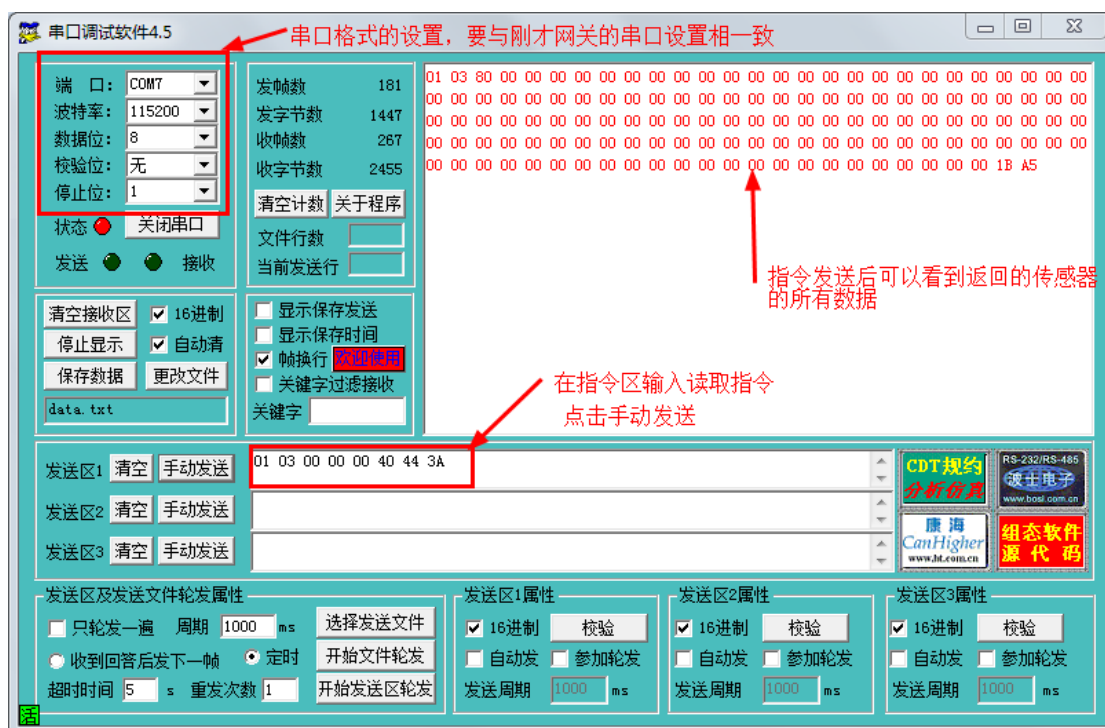 串口调试软件4.5
串口格式的设置，要与刚才网关的串口设置相一致
端 口： COM7
波特率： 115200
数据位： 8
校验位： 无
停止位： 1
状态 关闭串口
发送 接收
发帧数 181
发字节数 1447
收帧数 267
收字节数 2455
清空计数 关于程序
文件行数
当前发送行
01 03 80 00 00 00 00 00 00 00 00 00 00 00 00 00 00 00 00 00 00 00 00 00 00 00 00
00 00 00 00 00 00 00 00 00 00 00 00 00 00 00 00 00 00 00 00 00 00 00 00 00 00 00
00 00 00 00 00 00 00 00 00 00 00 00 00 00 00 00 00 00 00 00 00 00 00 00 00 00 00
00 00 00 00 00 00 00 00 00 00 00 00 00 00 00 00 00 00 00 00 00 00 00 00 00 00 00
00 00 00 00 00 00 00 00 00 00 00 00 00 00 00 00 00 00 00 00 00 00 00 1B A5
指令发送后可以看到返回的传感器
的所有数据
清空接收区 16进制
停止显示 自动清
保存数据 更改文件
data.txt
显示保存发送
显示保存时间
帧换行 欢迎使用
关键字过滤接收
关键字
在指令区输入读取指令
点击手动发送
发送区1 清空 手动发送 01 03 00 00 00 40 44 3A
发送区2 清空 手动发送
发送区3 清空 手动发送
CDT规约
分析仿真
RS-232/RS-485
波士电子
www.bosi.com.cn
康海
CanHigher
www.ht.com.cn
组态软件
源代码
发送区及发送文件轮发属性
只轮发一遍 周期 1000 ms 选择发送文件
收到回答后发下一帧 定时 开始文件轮发
超时时间 5 s 重发次数 1 开始发送区轮发
发送区1属性
16进制 校验
自动发 参加轮发
发送周期 1000 ms
发送区2属性
16进制 校验
自动发 参加轮发
发送周期 1000 ms
发送区3属性
16进制 校验
自动发 参加轮发
发送周期 1000 ms
活